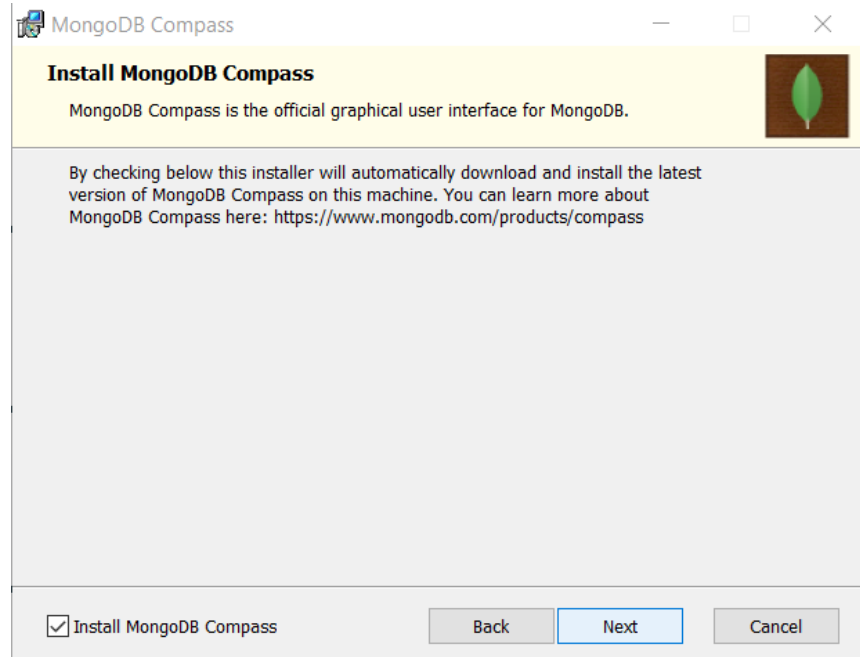 MongoDB Compass
Install MongoDB Compass
MongoDB Compass is the official graphical user interface for MongoDB.
By checking below this installer will automatically download and install the latest
version of MongoDB Compass on this machine. You can learn more about
MongoDB Compass here: https://www.mongodb.com/products/compass
Install MongoDB Compass
Back
Next
Cancel